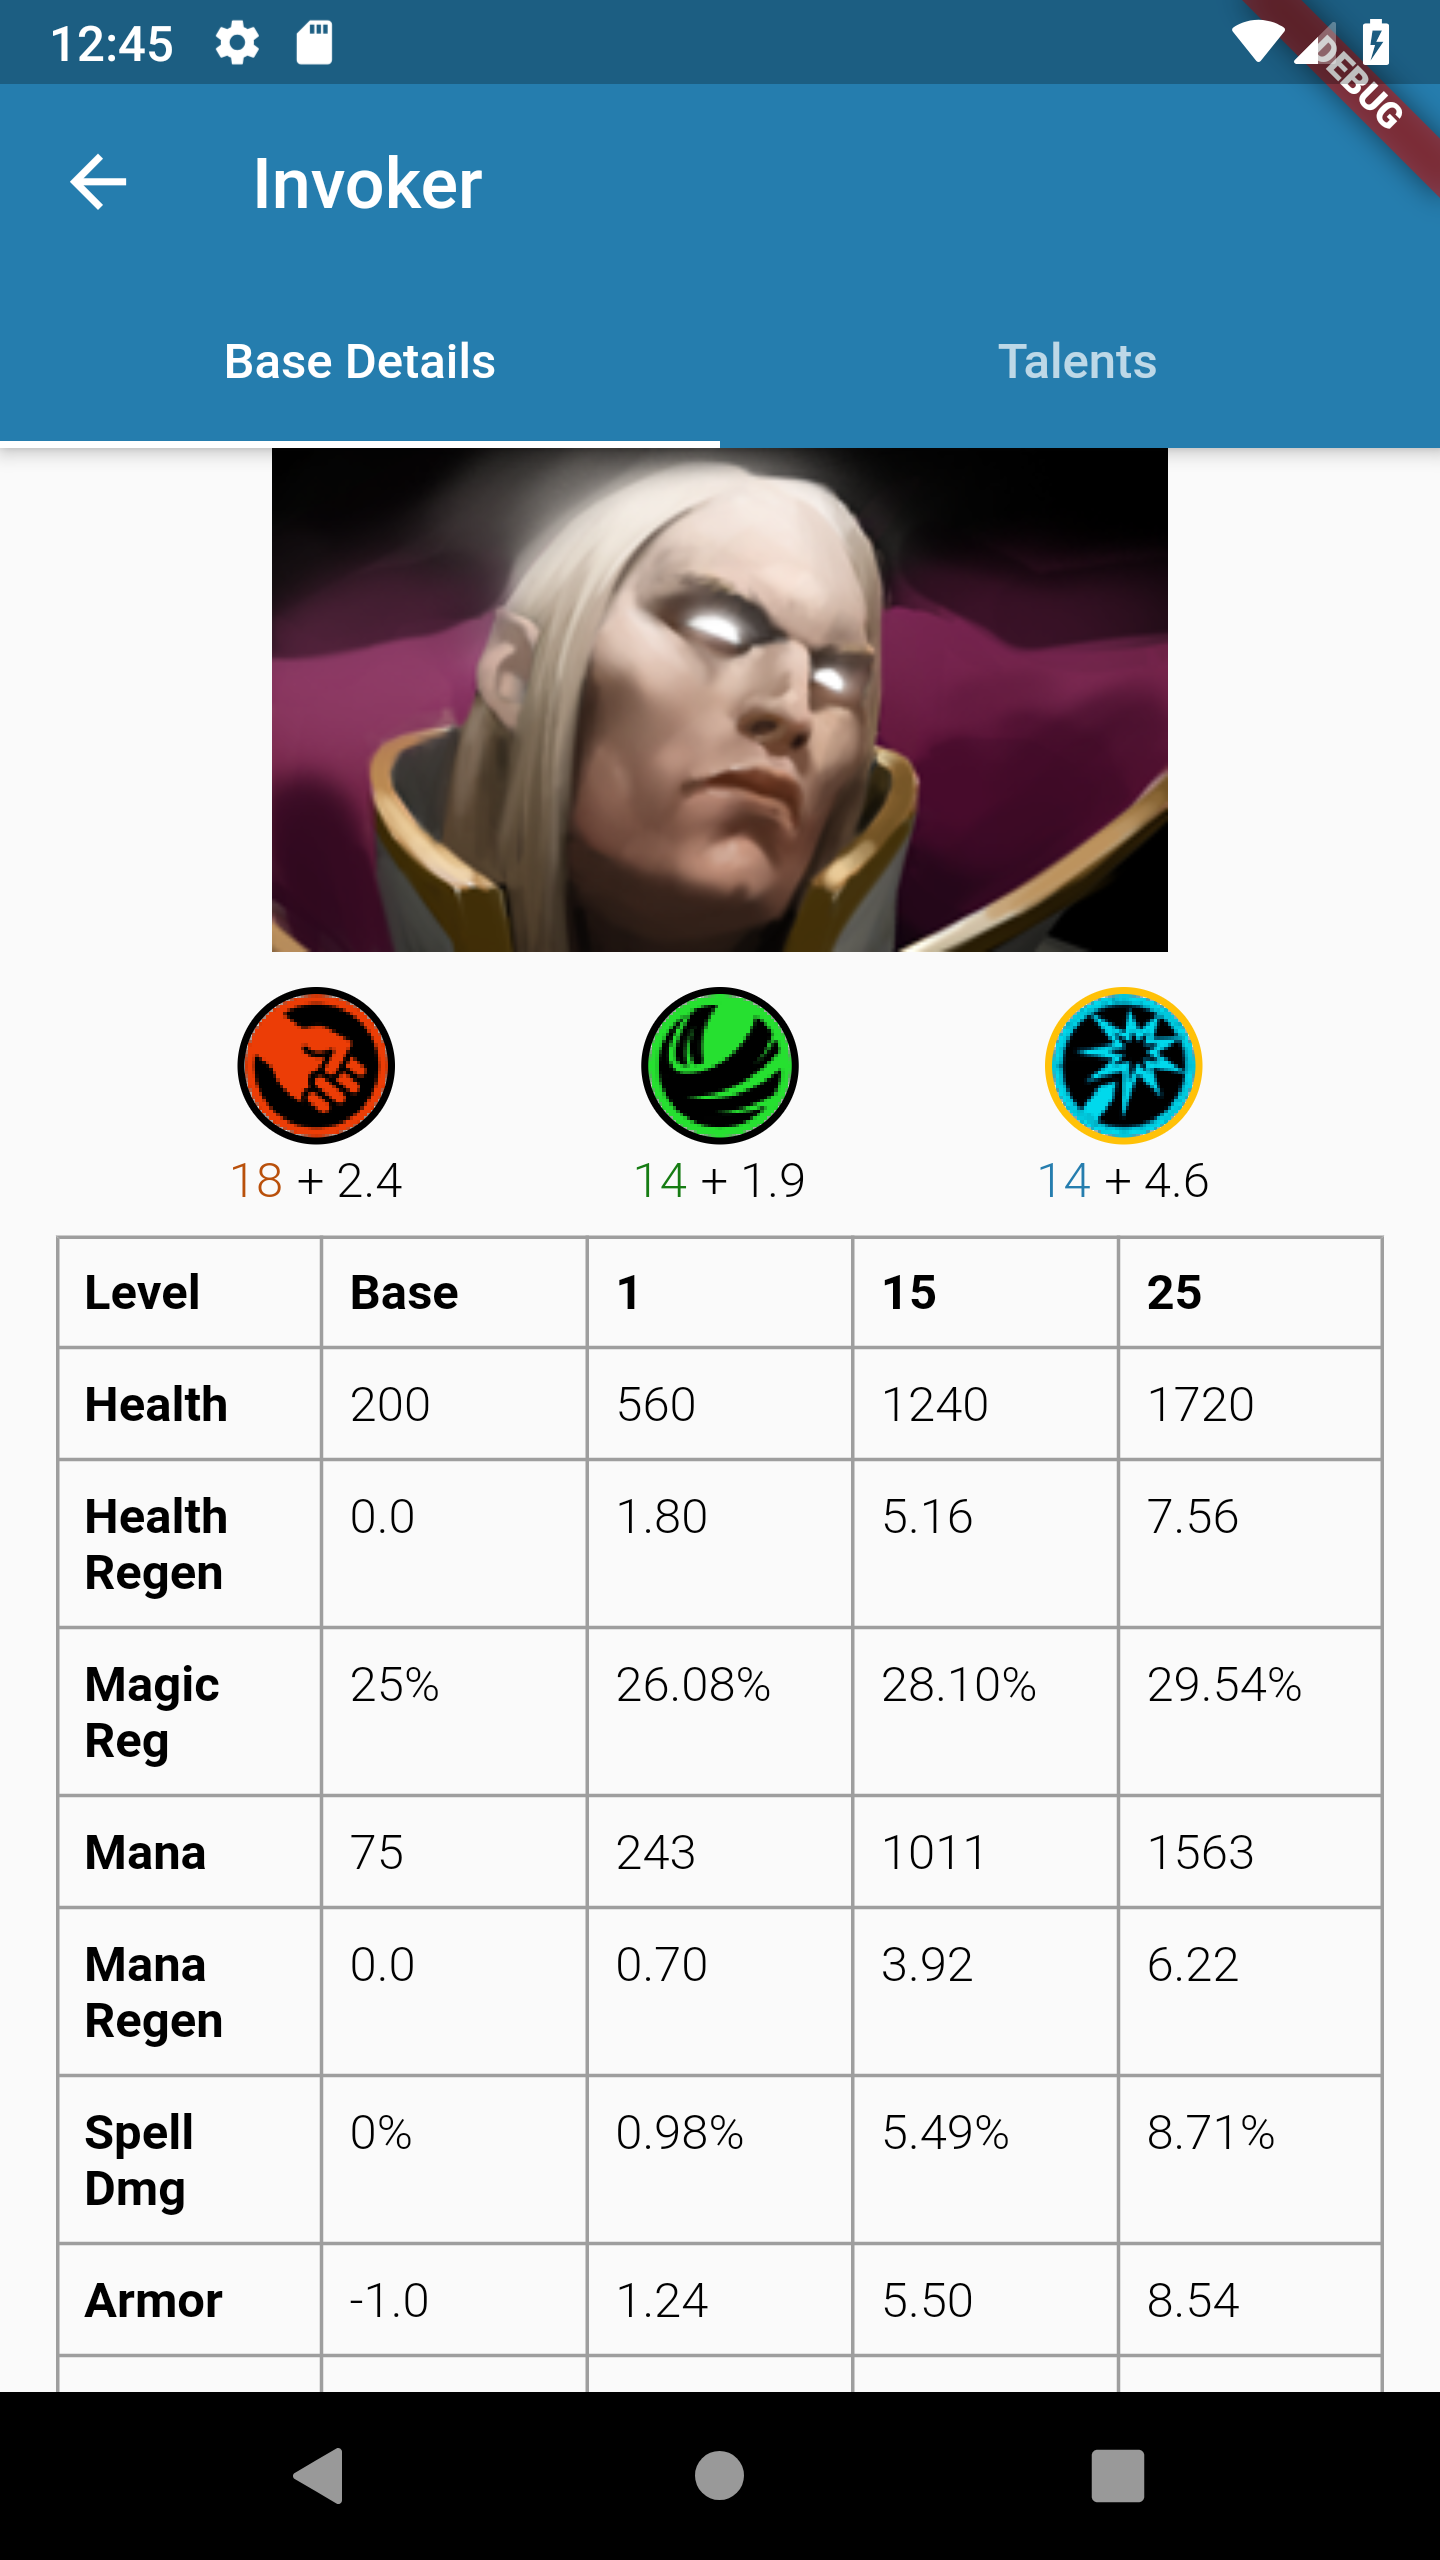 12:45
DEBUG
Invoker
Base Details Talents
18 + 2.4 14 + 1.9 14 + 4.6
Level Base 1 15 25
Health 200 560 1240 1720
Health Regen 0.0 1.80 5.16 7.56
Magic Reg 25% 26.08% 28.10% 29.54%
Mana 75 243 1011 1563
Mana Regen 0.0 0.70 3.92 6.22
Spell Dmg 0% 0.98% 5.49% 8.71%
Armor -1.0 1.24 5.50 8.54